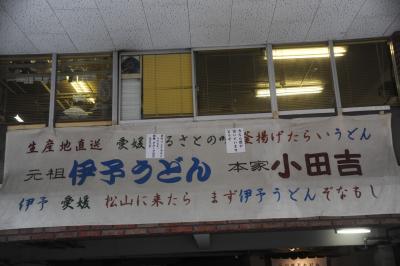 生産地直送 愛媛 るさとの味 釜揚げたらいうどん
元祖 伊予うどん 本家 小田吉
伊予 愛媛 松山に来たら まず伊予うどんぞなもし